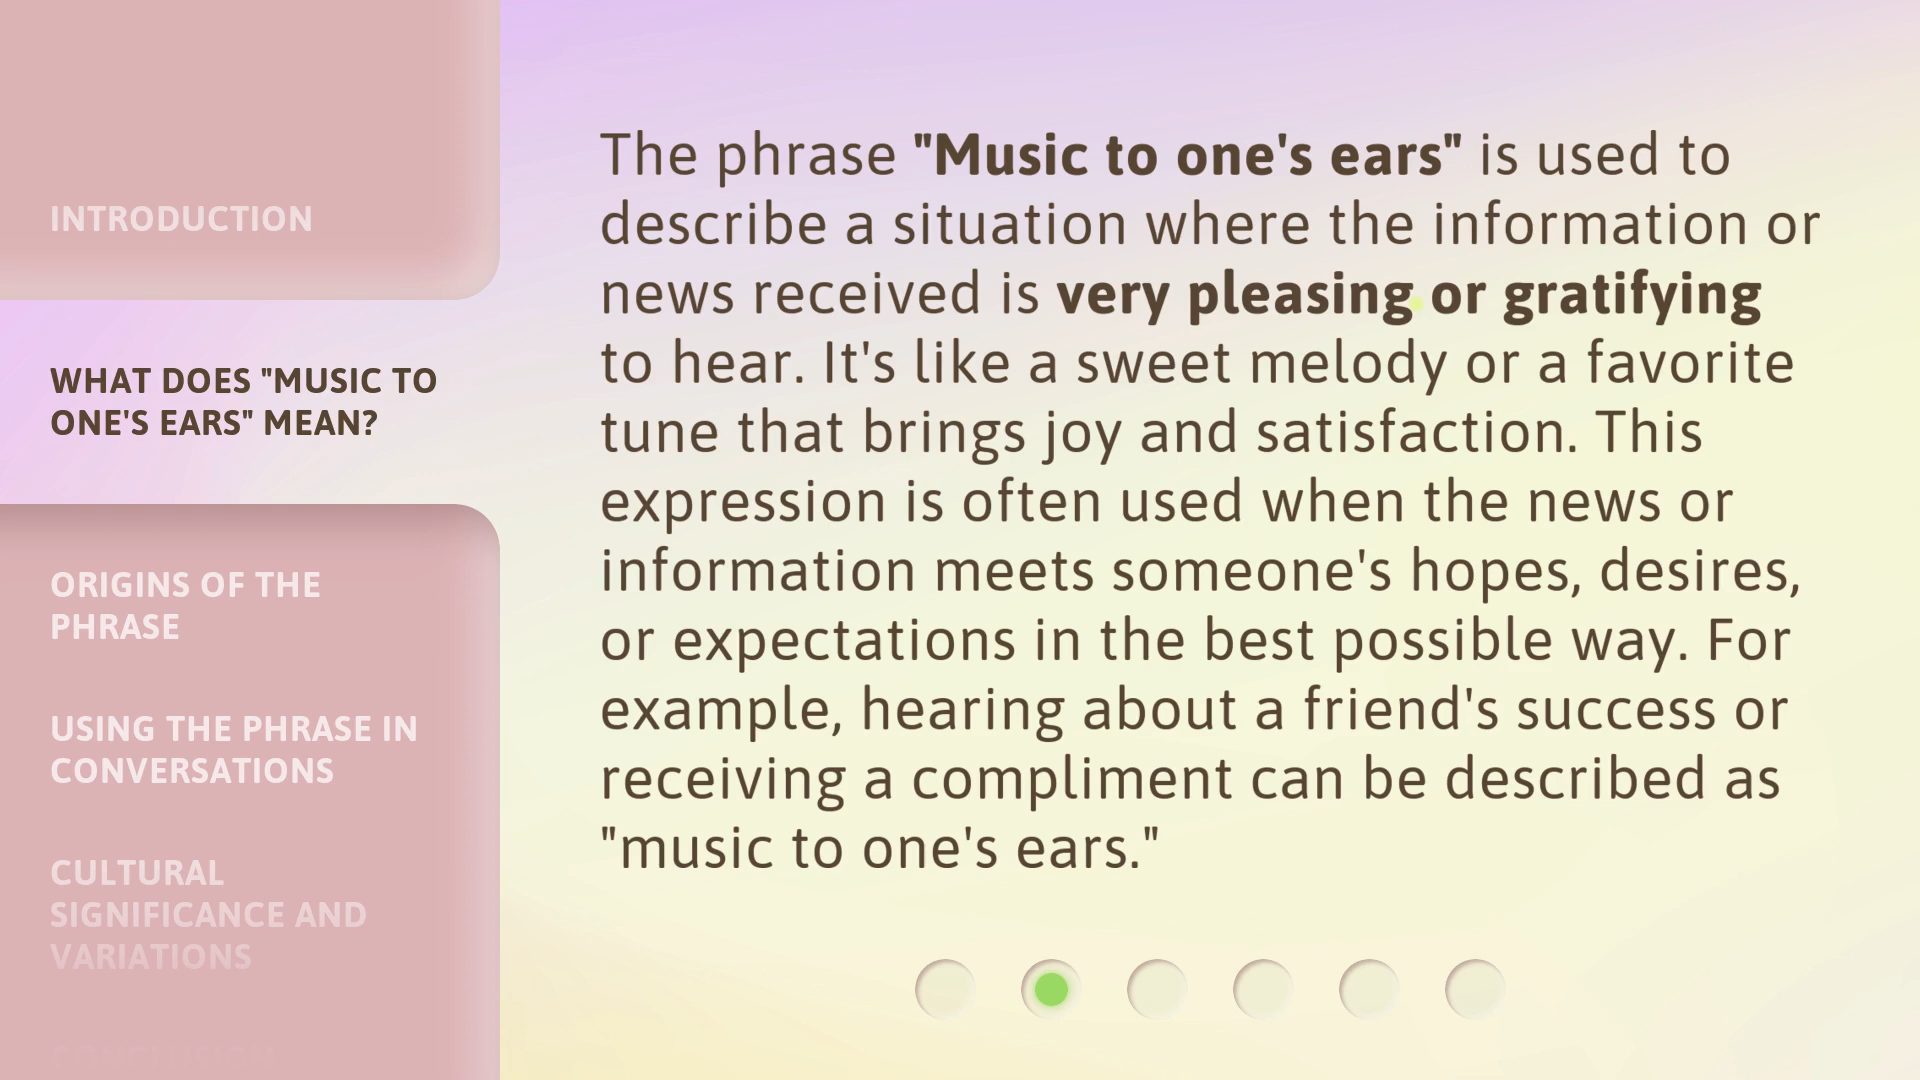 INTRODUCTION
WHAT DOES "MUSIC TO
ONE'S EARS" MEAN?
ORIGINS OF THE
PHRASE
USING THE PHRASE IN
CONVERSATIONS
CULTURAL
SIGNIFICANCE AND
VARIATIONS
CONCLUSION
The phrase "Music to one's ears" is used to
describe a situation where the information or
news received is very pleasing or gratifying
to hear. It's like a sweet melody or a favorite
tune that brings joy and satisfaction. This
expression is often used when the news or
information meets someone's hopes, desires,
or expectations in the best possible way. For
example, hearing about a friend's success or
receiving a compliment can be described as
"music to one's ears."